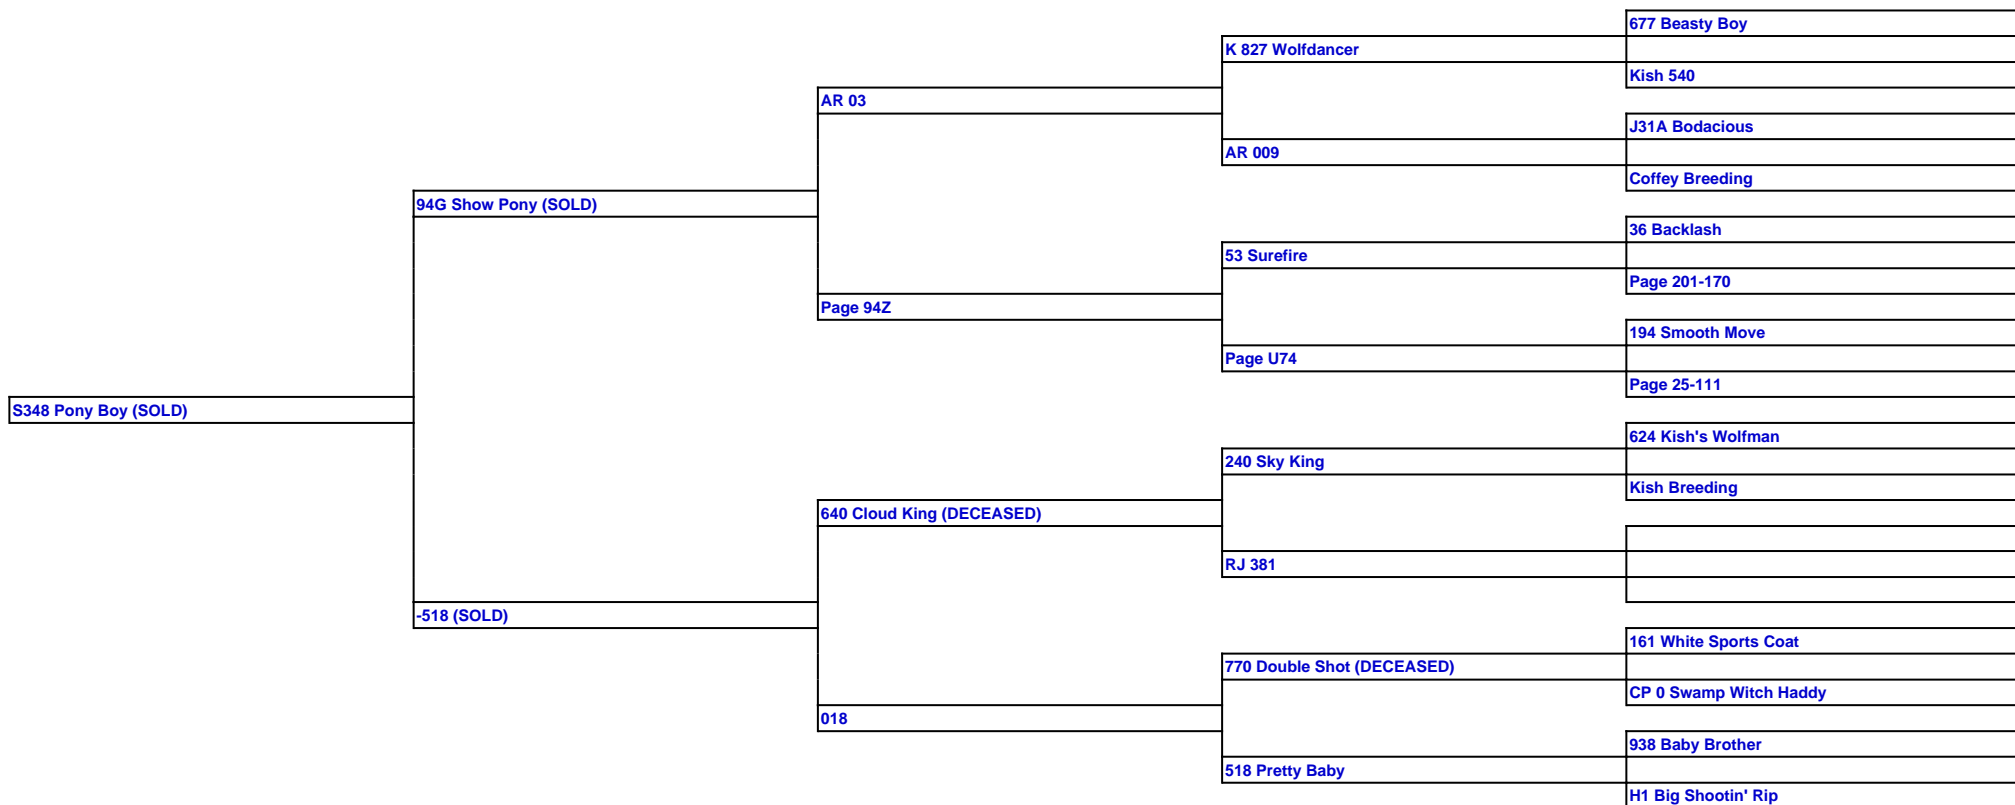 677 Beasty Boy
K 827 Wolfdancer
Kish 540
AR 03
J31A Bodacious
AR 009
Coffey Breeding
94G Show Pony (SOLD)
36 Backlash
53 Surefire
Page 201-170
Page 94Z
194 Smooth Move
Page U74
Page 25-111
S348 Pony Boy (SOLD)
624 Kish's Wolfman
240 Sky King
Kish Breeding
640 Cloud King (DECEASED)
RJ 381
-518 (SOLD)
161 White Sports Coat
770 Double Shot (DECEASED)
CP 0 Swamp Witch Haddy
018
938 Baby Brother
518 Pretty Baby
H1 Big Shootin' Rip